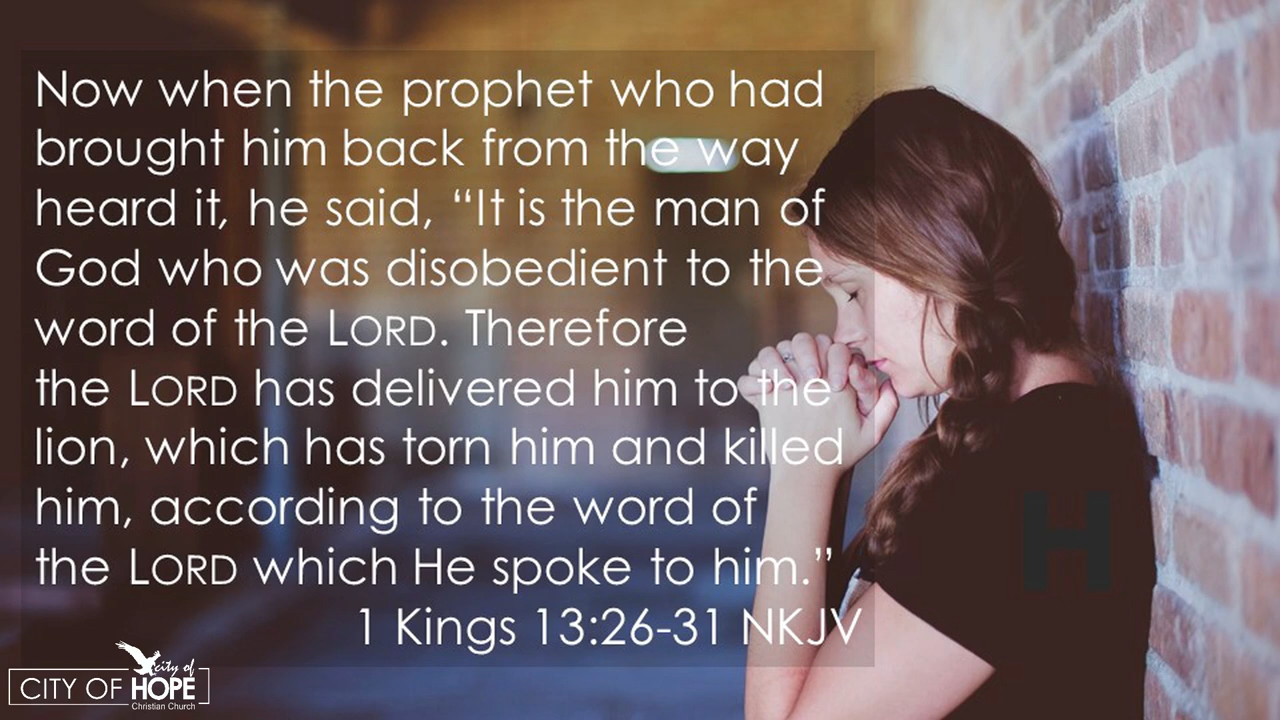 Now when the prophet who had
brought him back from the way
heard it, he said, “It is the man of
God who was disobedient to the
word of the LORD. Therefore
the LORD has delivered him to the
lion, which has torn him and killed
him, according to the word of
the LORD which He spoke to him.”
1 Kings 13:26-31 NKJV
H
city of
CITY OF HOPE
Christian Church